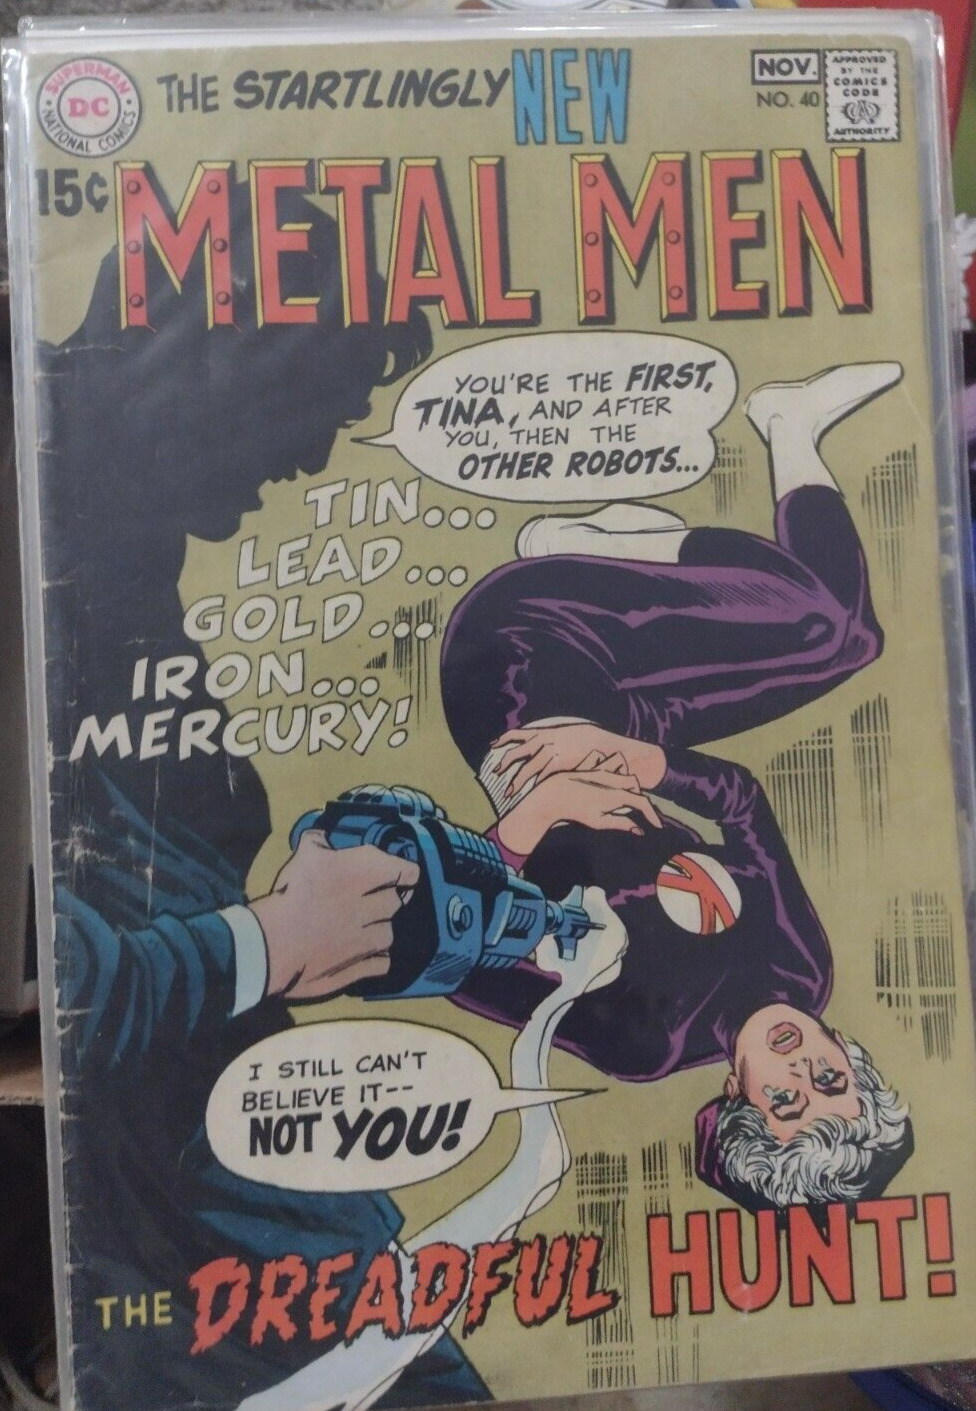 SUPERMAN
DC
NATIONAL COMICS
THE STARTLINGLY NEW
NOV.
NO. 40
APPROVED
BY THE
COMICS
CODE
CA
AUTHORITY
15¢
METAL MEN
YOU'RE THE FIRST,
TINA, AND AFTER
YOU, THEN THE
OTHER ROBOTS...
TIN...
LEAD...
GOLD...
IRON...
MERCURY!
I STILL CAN'T
BELIEVE IT--
NOT YOU!
THE DREADFUL HUNT!